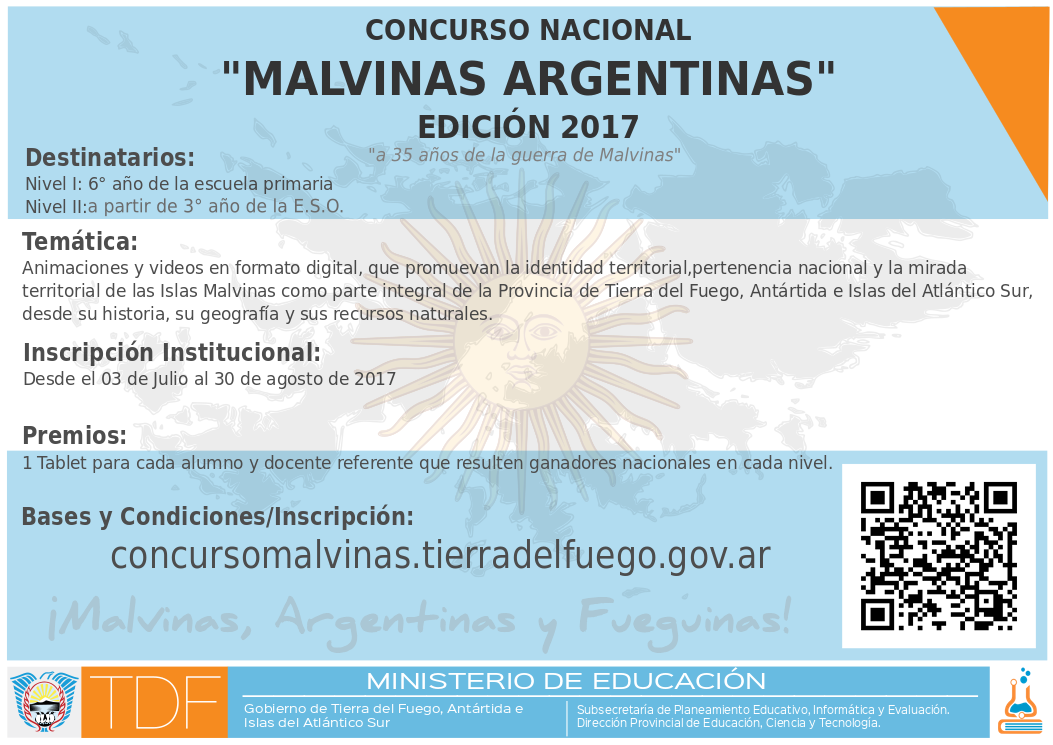 CONCURSO NACIONAL
"MALVINAS ARGENTINAS"
EDICIÓN 2017
"a 35 años de la guerra de Malvinas"
Destinatarios:
Nivel I: 6° año de la escuela primaria
Nivel II:a partir de 3° año de la E.S.O.
Temática:
Animaciones y videos en formato digital, que promuevan la identidad territorial,pertenencia nacional y la mirada
territorial de las Islas Malvinas como parte integral de la Provincia de Tierra del Fuego, Antártida e Islas del Atlántico Sur,
desde su historia, su geografía y sus recursos naturales.
Inscripción Institucional:
Desde el 03 de Julio al 30 de agosto de 2017
Premios:
1 Tablet para cada alumno y docente referente que resulten ganadores nacionales en cada nivel.
Bases y Condiciones/Inscripción:
concursomalvinas.tierradelfuego.gov.ar
¡Malvinas, Argentinas y Fueguinas!
TDF
MINISTERIO DE EDUCACIÓN
Gobierno de Tierra del Fuego, Antártida e
Islas del Atlántico Sur
Subsecretaría de Planeamiento Educativo, Informática y Evaluación.
Dirección Provincial de Educación, Ciencia y Tecnología.